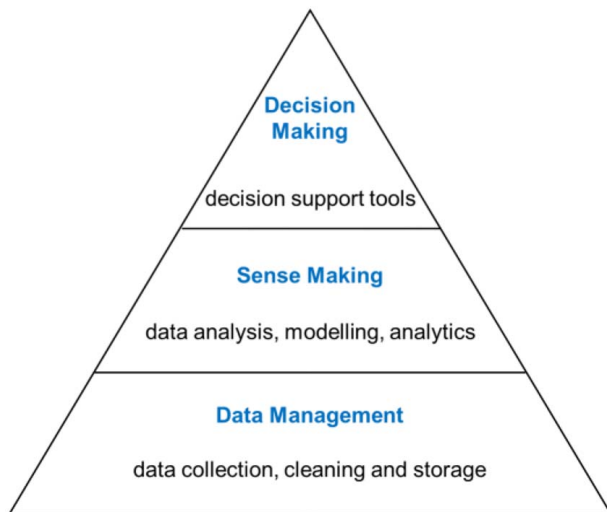 Decision
Making
decision support tools
Sense Making
data analysis, modelling, analytics
Data Management
data collection, cleaning and storage